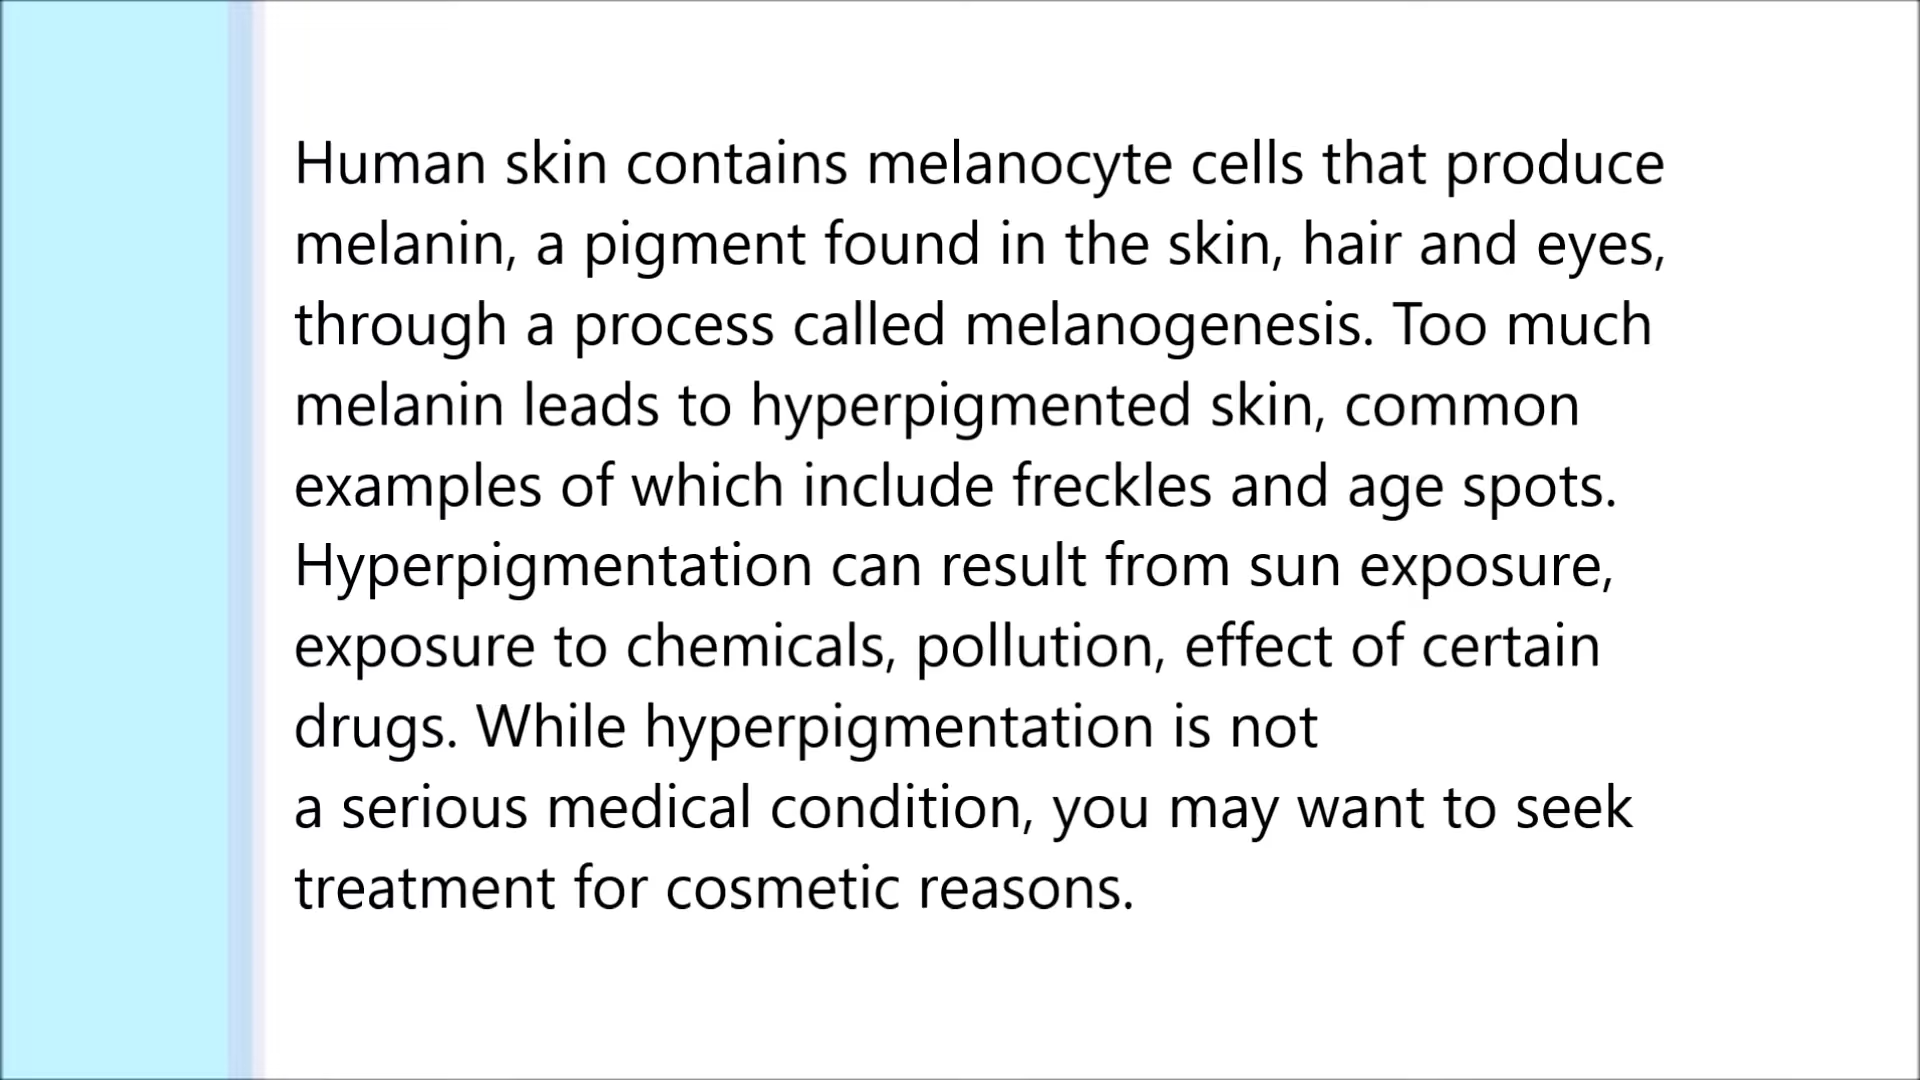 Human skin contains melanocyte cells that produce
melanin, a pigment found in the skin, hair and eyes,
through a process called melanogenesis. Too much
melanin leads to hyperpigmented skin, common
examples of which include freckles and age spots.
Hyperpigmentation can result from sun exposure,
exposure to chemicals, pollution, effect of certain
drugs. While hyperpigmentation is not
a serious medical condition, you may want to seek
treatment for cosmetic reasons.